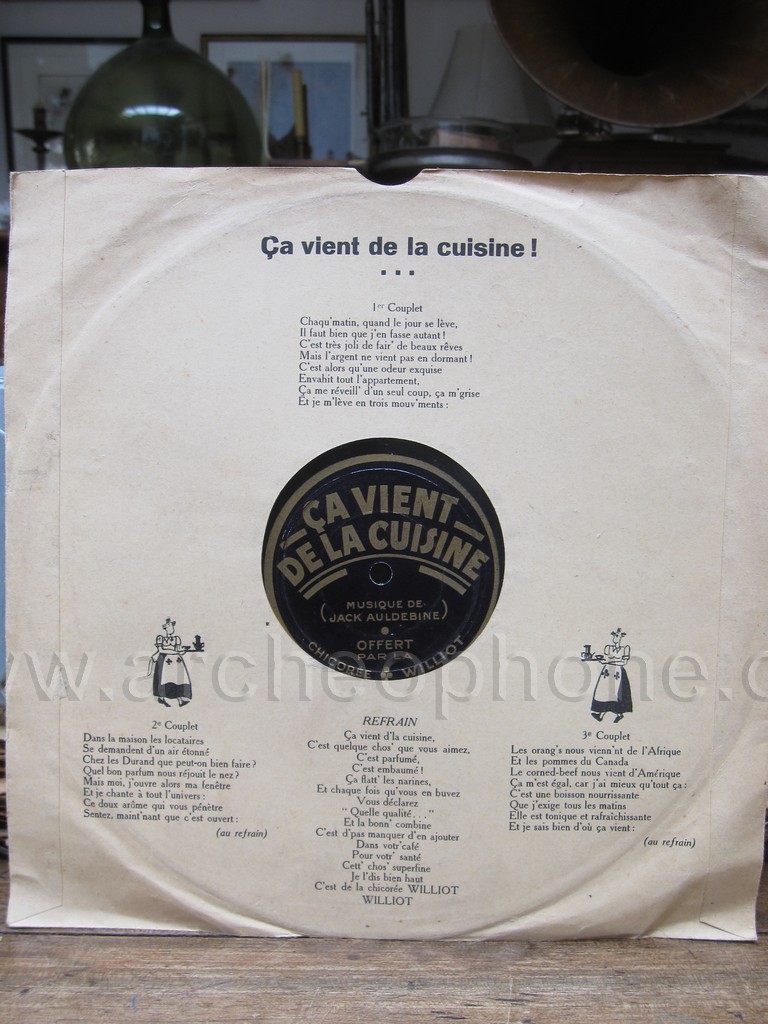 Ça vient de la cuisine !
1er Couplet
Chaqu'matin, quand le jour se lève,
Il faut bien que j'en fasse autant !
C'est très joli de fair' de beaux rêves
Mais l'argent ne vient pas en dormant !
C'est alors qu'une odeur exquise
Envahit tout l'appartement,
Ça me réveill' d'un seul coup, ça m'grise
Et je m'lève en trois mouv'ments :
ÇA VIENT
DE LA CUISINE
MUSIQUE DE
(JACK AULDEBINE)
OFFERT
PAR LA
CHICORÉE WILLIOT
www.archeophone.c
2e Couplet
Dans la maison les locataires
Se demandent d'un air étonné
Chez les Durand que peut-on bien faire ?
Quel bon parfum nous réjouit le nez ?
Mais moi, j'ouvre alors ma fenêtre
Et je chante à tout l'univers :
Ce doux arôme qui vous pénètre
Sentez, maint'nant que c'est ouvert :
(au refrain)
REFRAIN
Ça vient d'la cuisine,
C'est quelque chos' que vous aimez,
C'est parfumé,
C'est embaumé !
Ça flatt' les narines,
Et chaque fois qu'vous en buvez
Vous déclarez
" Quelle qualité... "
Et la bonn' combine
C'est d'pas manquer d'en ajouter
Dans votr'café
Pour votr' santé
Cett' chos' superfine
Je l'dis bien haut
C'est de la chicorée WILLIOT
WILLIOT
3e Couplet
Les orang's nous vienn'nt de l'Afrique
Et les pommes du Canada
Le corned-beef nous vient d'Amérique
Ça m'est égal, car j'ai mieux qu'tout ça :
C'est une boisson nourrissante
Que j'exige tous les matins
Elle est tonique et rafraîchissante
Et je sais bien d'où ça vient :
(au refrain)